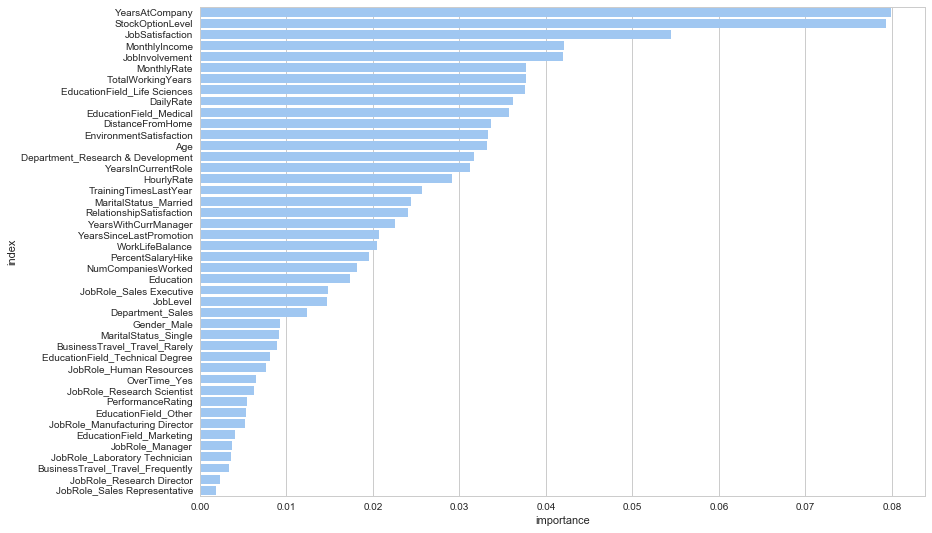 YearsAtCompany
StockOptionLevel
JobSatisfaction
MonthlyIncome
JobInvolvement
MonthlyRate
TotalWorkingYears
EducationField_Life Sciences
DailyRate
EducationField_Medical
DistanceFromHome
EnvironmentSatisfaction
Age
Department_Research & Development
YearsInCurrentRole
HourlyRate
TrainingTimesLastYear
MaritalStatus_Married
RelationshipSatisfaction
YearsWithCurrManager
YearsSinceLastPromotion
WorkLifeBalance
PercentSalaryHike
NumCompaniesWorked
Education
JobRole_Sales Executive
JobLevel
Department_Sales
Gender_Male
MaritalStatus_Single
BusinessTravel_Travel_Rarely
EducationField_Technical Degree
JobRole_Human Resources
OverTime_Yes
JobRole_Research Scientist
PerformanceRating
EducationField_Other
JobRole_Manufacturing Director
EducationField_Marketing
JobRole_Manager
JobRole_Laboratory Technician
BusinessTravel_Travel_Frequently
JobRole_Research Director
JobRole_Sales Representative
index
0.00 0.01 0.02 0.03 0.04 0.05 0.06 0.07 0.08
importance